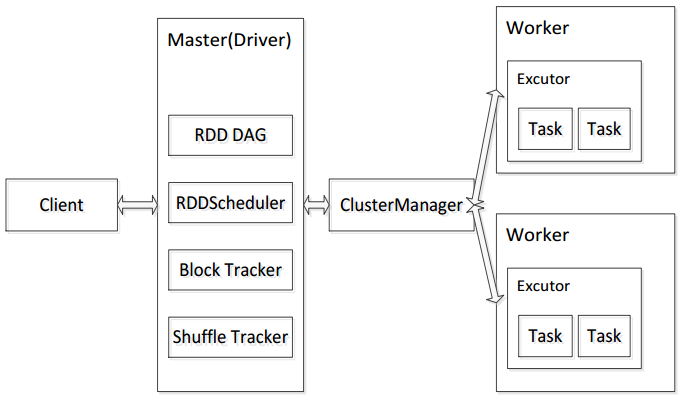 Master(Driver)
RDD DAG
Client
RDDScheduler
Block Tracker
Shuffle Tracker
ClusterManager
Worker
Excutor
Task Task
Worker
Excutor
Task Task